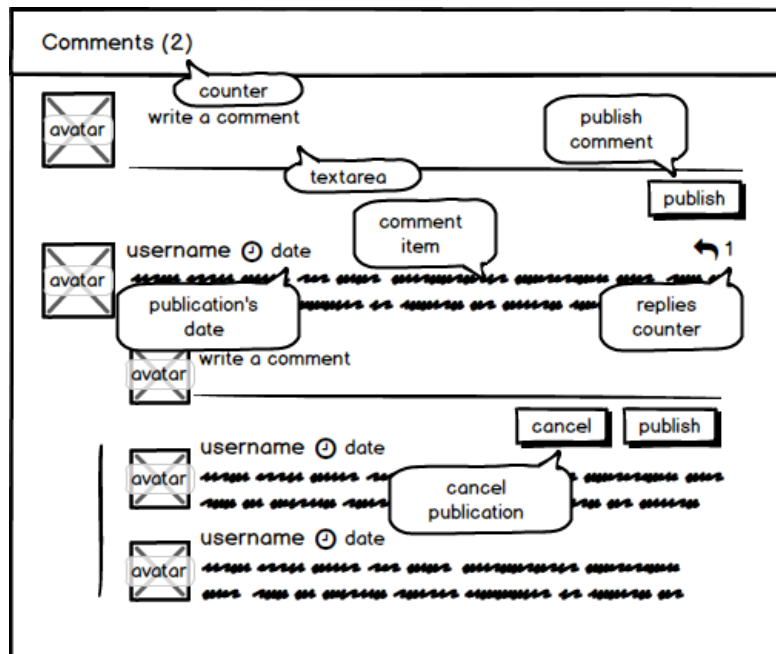 Comments (2)
counter
avatar
write a comment
publish
comment
textarea
publish
comment
item
avatar
username date
1
publication's
date
replies
counter
avatar
write a comment
cancel
publish
avatar
username date
cancel
publication
avatar
username date